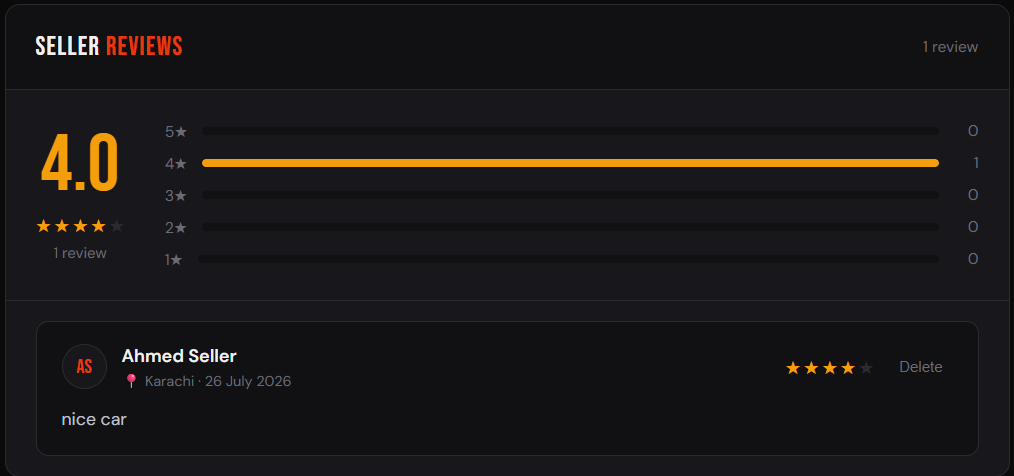 SELLER REVIEWS
1 review
4.0
★★★★★
1 review
5★ 0
4★ 1
3★ 0
2★ 0
1★ 0
AS
Ahmed Seller
📍 Karachi · 26 July 2026
★★★★★
Delete
nice car